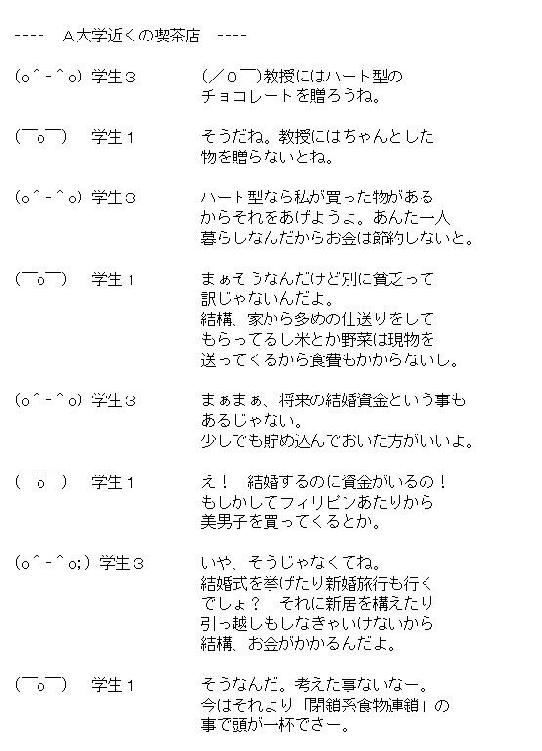 ---- Ａ大学近くの喫茶店 ----
(o＾-＾o) 学生３ (／０￣)教授にはハート型の
チョコレートを贈ろうね。
(￣o￣) 学生１ そうだね。教授にはちゃんとした
物を贈らないとね。
(o＾-＾o) 学生３ ハート型なら私が買った物がある
からそれをあげようよ。あんた一人
暮らしなんだからお金は節約しないと。
(￣o￣) 学生１ まぁそうなんだけど別に貧乏って
訳じゃないんだよ。
結構、家から多めの仕送りをして
もらってるし米とか野菜は現物を
送ってくるから食費もかからないし。
(o＾-＾o) 学生３ まぁまぁ、将来の結婚資金という事も
あるじゃない。
少しでも貯め込んでおいた方がいいよ。
( o ) 学生１ え！ 結婚するのに資金がいるの！
もしかしてフィリピンあたりから
美男子を買ってくるとか。
(o＾-＾o;) 学生３ いや、そうじゃなくてね。
結婚式を挙げたり新婚旅行も行く
でしょ？ それに新居を構えたり
引っ越しもしなきゃいけないから
結構、お金がかかるんだよ。
(￣o￣) 学生１ そうなんだ。考えた事ないなー。
今はそれより「閉鎖系食物連鎖」の
事で頭が一杯でさー。